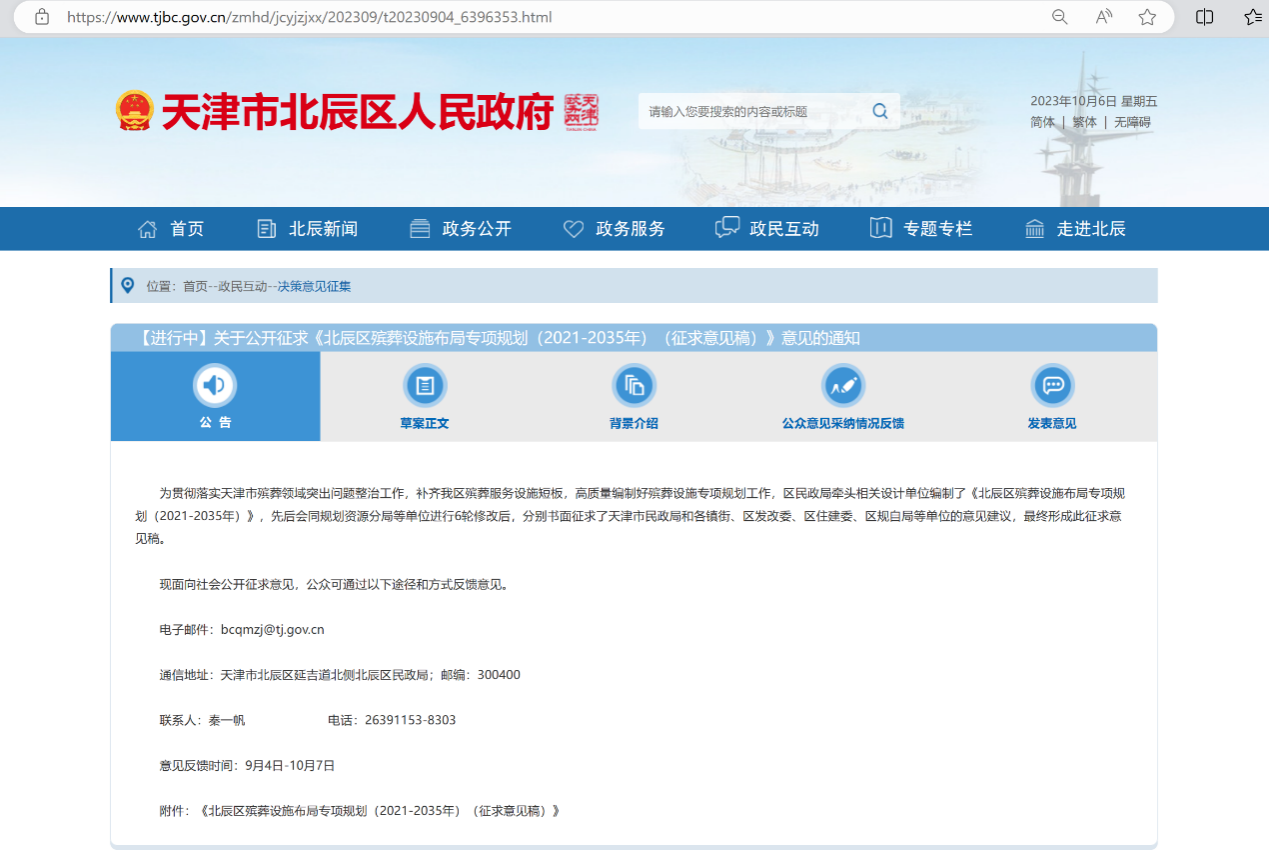 https://www.tjbc.gov.cn/zmhd/jcyjzjxx/202309/t20230904_6396353.html
天津市北辰区人民政府
请输入您要搜索的内容或标题
2023年10月6日 星期五
简体 | 繁体 | 无障碍
首页 北辰新闻 政务公开 政务服务 政民互动 专题专栏 走进北辰
位置：首页--政民互动--决策意见征集
【进行中】关于公开征求《北辰区殡葬设施布局专项规划（2021-2035年）（征求意见稿）》意见的通知
公 告 草案正文 背景介绍 公众意见采纳情况反馈 发表意见
为贯彻落实天津市殡葬领域突出问题整治工作，补齐我区殡葬服务设施短板，高质量编制好殡葬设施专项规划工作，区民政局牵头相关设计单位编制了《北辰区殡葬设施布局专项规
划（2021-2035年）》，先后会同规划资源分局等单位进行6轮修改后，分别书面征求了天津市民政局和各镇街、区发改委、区住建委、区规自局等单位的意见建议，最终形成此征求意
见稿。
现面向社会公开征求意见，公众可通过以下途径和方式反馈意见。
电子邮件：bcqmzj@tj.gov.cn
通信地址：天津市北辰区延吉道北侧北辰区民政局；邮编：300400
联系人：秦一帆 电话：26391153-8303
意见反馈时间：9月4日-10月7日
附件：《北辰区殡葬设施布局专项规划（2021-2035年）（征求意见稿）》